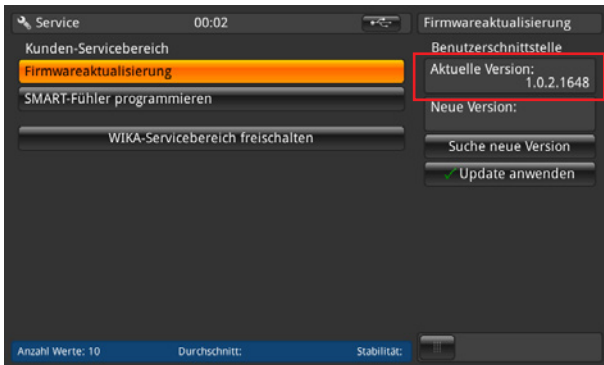 Service
00:02
Firmwareaktualisierung
Kunden-Servicebereich
Benutzerschnittstelle
Firmwareaktualisierung
Aktuelle Version:
1.0.2.1648
SMART-Fühler programmieren
Neue Version:
WIKA-Servicebereich freischalten
Suche neue Version
Update anwenden
Anzahl Werte: 10
Durchschnitt:
Stabilität: